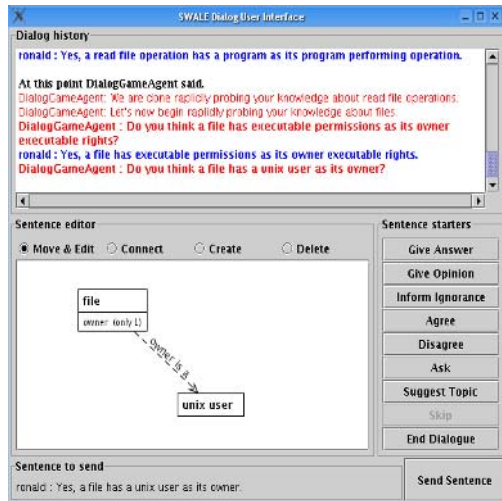 SWALE Dialog User Interface
Dialog history
ronald : Yes, a read file operation has a program as its program performing operation.
At this point DialogGameAgent said.
DialogGameAgent: We are done rapidly probing your knowledge about read file operations.
DialogGameAgent: Let's now begin rapidly probing your knowledge about files.
DialogGameAgent : Do you think a file has executable permissions as its owner
executable rights?
ronald : Yes, a file has executable permissions as its owner executable rights.
DialogGameAgent : Do you think a file has a unix user as its owner?
Sentence editor
Move & Edit
Connect
Create
Delete
file
owner (only 1)
owner is a
unix user
Sentence starters
Give Answer
Give Opinion
Inform Ignorance
Agree
Disagree
Ask
Suggest Topic
Skip
End Dialogue
Sentence to send
ronald : Yes, a file has a unix user as its owner.
Send Sentence